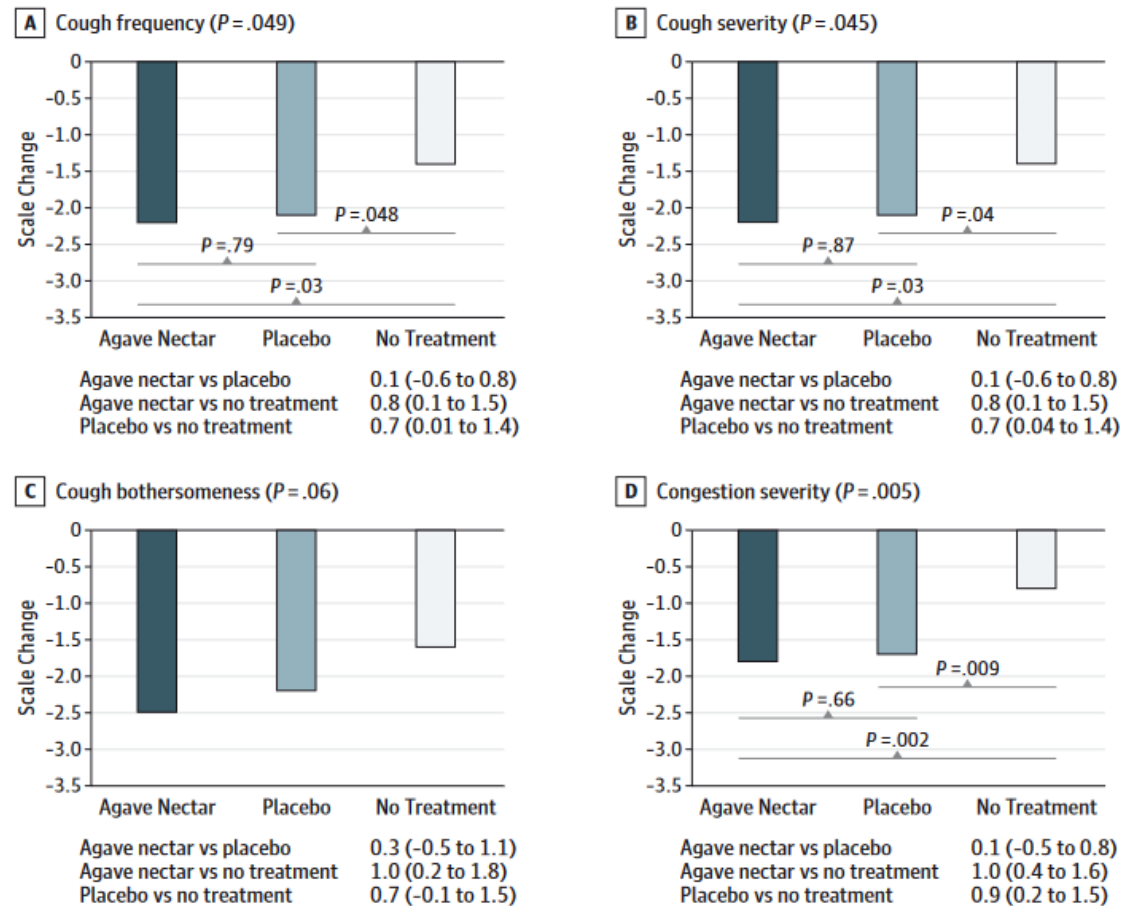 A Cough frequency (P = .049)
0
−0.5
−1.0
−1.5
−2.0
−2.5
−3.0
−3.5
Scale Change
P = .048
P = .79
P = .03
Agave Nectar Placebo No Treatment
Agave nectar vs placebo 0.1 (−0.6 to 0.8)
Agave nectar vs no treatment 0.8 (0.1 to 1.5)
Placebo vs no treatment 0.7 (0.01 to 1.4)
B Cough severity (P = .045)
0
−0.5
−1.0
−1.5
−2.0
−2.5
−3.0
−3.5
Scale Change
P = .04
P = .87
P = .03
Agave Nectar Placebo No Treatment
Agave nectar vs placebo 0.1 (−0.6 to 0.8)
Agave nectar vs no treatment 0.8 (0.1 to 1.5)
Placebo vs no treatment 0.7 (0.04 to 1.4)
C Cough bothersomeness (P = .06)
0
−0.5
−1.0
−1.5
−2.0
−2.5
−3.0
−3.5
Scale Change
Agave Nectar Placebo No Treatment
Agave nectar vs placebo 0.3 (−0.5 to 1.1)
Agave nectar vs no treatment 1.0 (0.2 to 1.8)
Placebo vs no treatment 0.7 (−0.1 to 1.5)
D Congestion severity (P = .005)
0
−0.5
−1.0
−1.5
−2.0
−2.5
−3.0
−3.5
Scale Change
P = .009
P = .66
P = .002
Agave Nectar Placebo No Treatment
Agave nectar vs placebo 0.1 (−0.5 to 0.8)
Agave nectar vs no treatment 1.0 (0.4 to 1.6)
Placebo vs no treatment 0.9 (0.2 to 1.5)